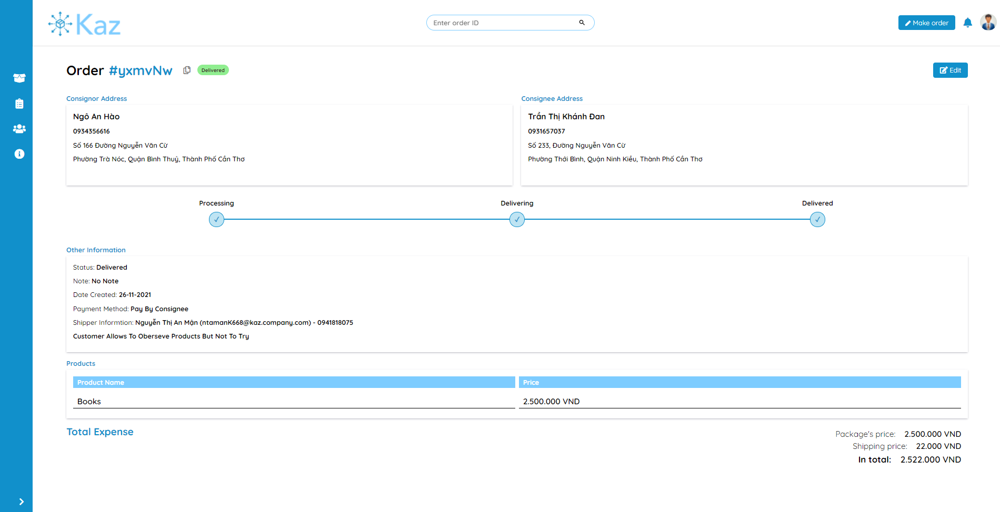 Kaz
Enter order ID
Make order
Order #yxmvNw
Delivered
Edit
Consignor Address
Ngô An Hào
0934356616
Số 166 Đường Nguyễn Văn Cừ
Phường Trà Nóc, Quận Bình Thuỷ, Thành Phố Cần Thơ
Consignee Address
Trần Thị Khánh Đan
0931657037
Số 233, Đường Nguyễn Văn Cừ
Phường Thới Bình, Quận Ninh Kiều, Thành Phố Cần Thơ
Processing
Delivering
Delivered
Other Information
Status: Delivered
Note: No Note
Date Created: 26-11-2021
Payment Method: Pay By Consignee
Shipper Informtion: Nguyễn Thị An Mận (ntamanK668@kaz.company.com) - 0941818075
Customer Allows To Oberseve Products But Not To Try
Products
Product Name
Price
Books
2.500.000 VND
Total Expense
Package's price: 2.500.000 VND
Shipping price: 22.000 VND
In total: 2.522.000 VND